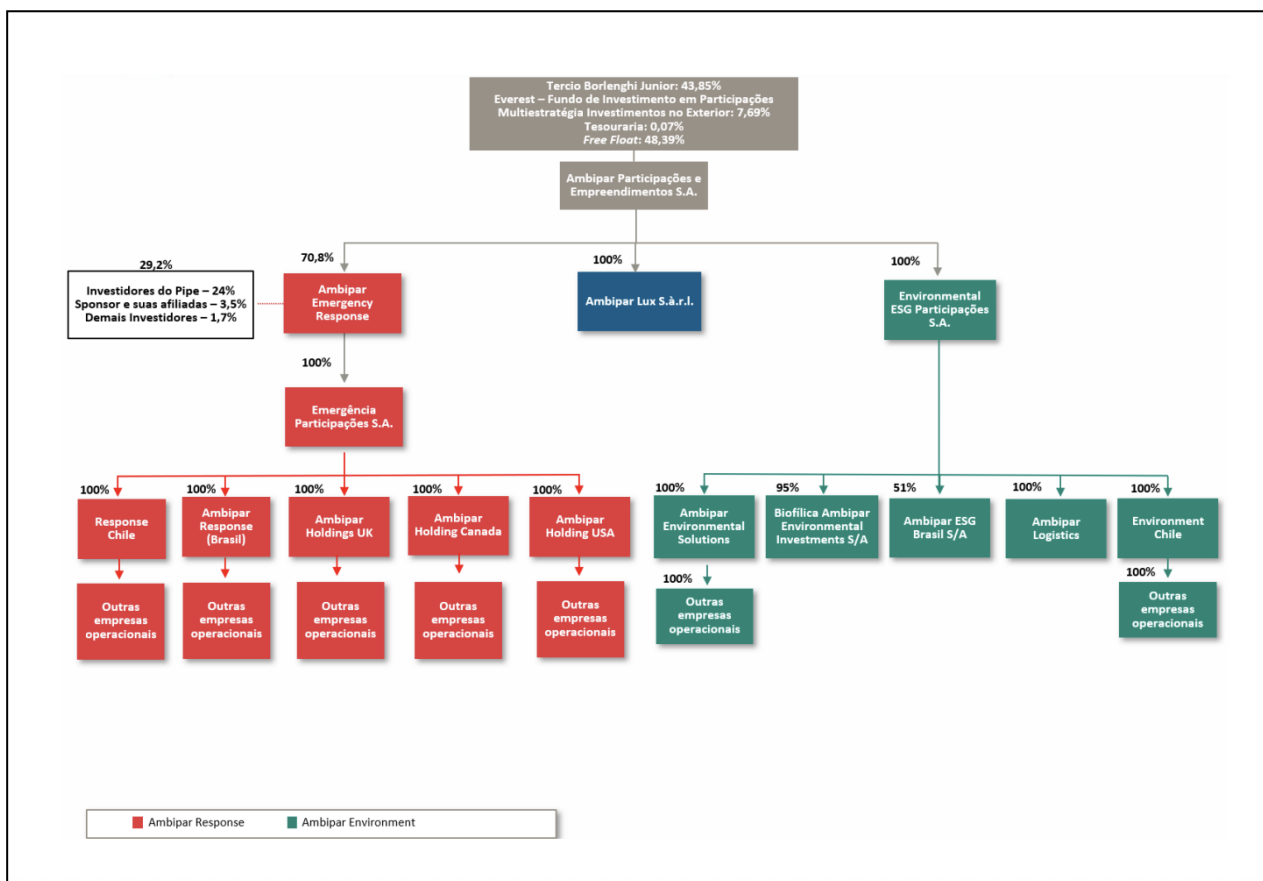 Tercio Borlenghi Junior: 43,85%
Everest – Fundo de Investimento em Participações
Multiestratégia Investimentos no Exterior: 7,69%
Tesouraria: 0,07%
Free Float: 48,39%
Ambipar Participações e
Empreendimentos S.A.
29,2%
Investidores do Pipe – 24%
Sponsor e suas afiliadas – 3,5%
Demais Investidores – 1,7%
70,8%
Ambipar
Emergency
Response
100%
Ambipar Lux S.à.r.l.
100%
Environmental
ESG Participações
S.A.
100%
Emergência
Participações S.A.
100%
Response
Chile
100%
Ambipar
Response
(Brasil)
100%
Ambipar
Holdings UK
100%
Ambipar
Holding Canada
100%
Ambipar
Holding USA
100%
Ambipar
Environmental
Solutions
95%
Biofílica Ambipar
Environmental
Investments S/A
51%
Ambipar ESG
Brasil S/A
100%
Ambipar
Logistics
100%
Environment
Chile
Outras
empresas
operacionais
Outras
empresas
operacionais
Outras
empresas
operacionais
Outras
empresas
operacionais
Outras
empresas
operacionais
100%
Outras
empresas
operacionais
100%
Outras
empresas
operacionais
Ambipar Response
Ambipar Environment